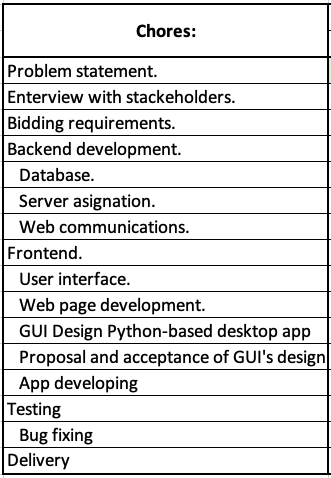 Chores:
Problem statement.
Enterview with stackeholders.
Bidding requirements.
Backend development.
Database.
Server asignation.
Web communications.
Frontend.
User interface.
Web page development.
GUI Design Python-based desktop app
Proposal and acceptance of GUI's design
App developing
Testing
Bug fixing
Delivery